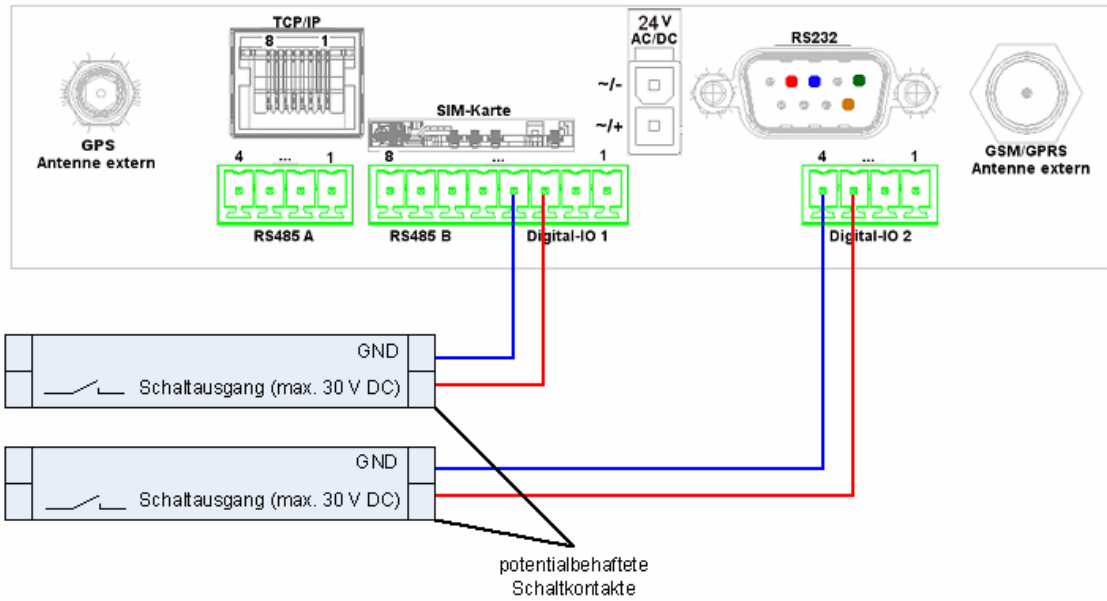 TCP/IP
8 1
24 V
AC/DC
RS232
~/-
~/+
SIM-Karte
GPS
Antenne extern
GSM/GPRS
Antenne extern
4 ... 1
8 ... 1
4 ... 1
RS485 A
RS485 B
Digital-IO 1
Digital-IO 2
GND
Schaltausgang (max. 30 V DC)
GND
Schaltausgang (max. 30 V DC)
potentialbehaftete
Schaltkontakte